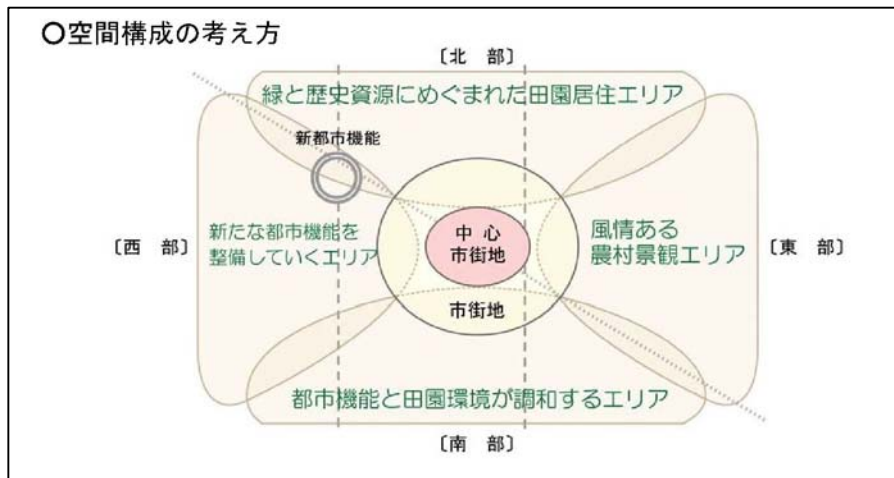 ○空間構成の考え方
〔北 部〕
緑と歴史資源にめぐまれた田園居住エリア
新都市機能
〔西 部〕
新たな都市機能を
整備していくエリア
中 心
市街地
市街地
風情ある
農村景観エリア
〔東 部〕
都市機能と田園環境が調和するエリア
〔南 部〕